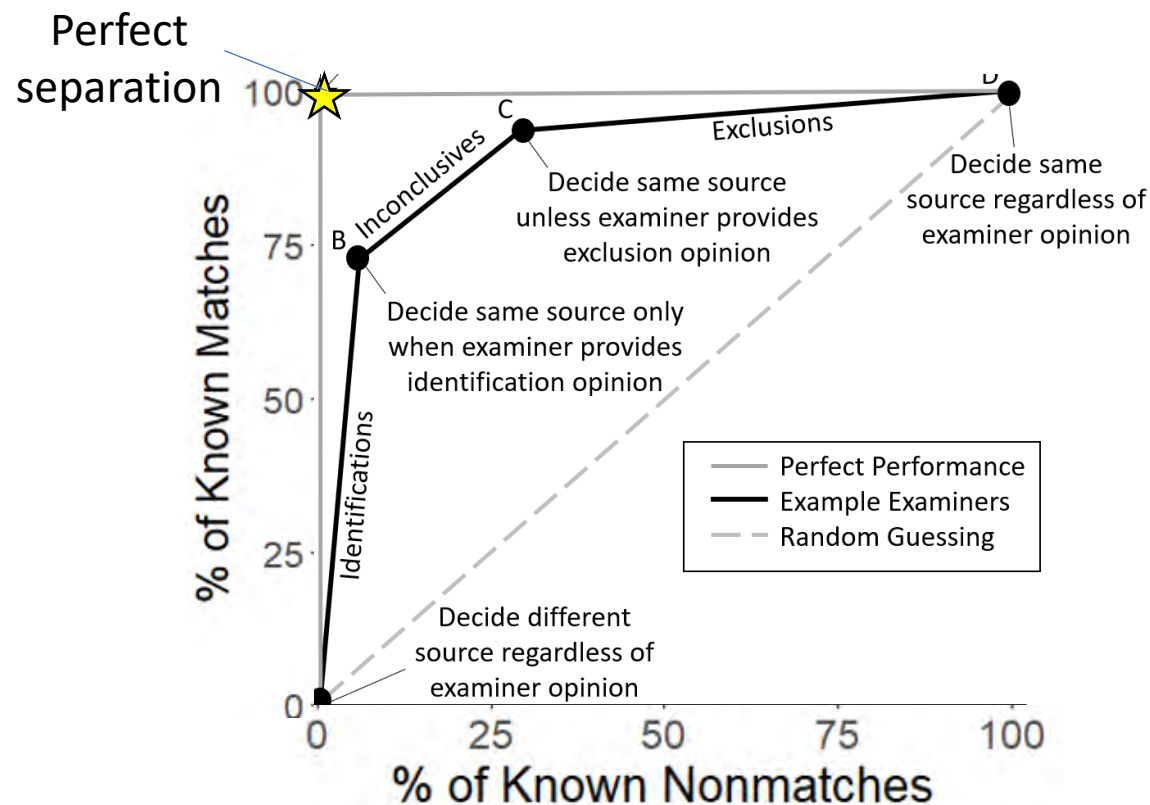 Perfect
separation
100
75
50
25
0
0
25
50
75
100
% of Known Matches
% of Known Nonmatches
B
C
D
Identifications
Inconclusives
Exclusions
Decide same
source regardless of
examiner opinion
Decide same source
unless examiner provides
exclusion opinion
Decide same source only
when examiner provides
identification opinion
Decide different
source regardless of
examiner opinion
Perfect Performance
Example Examiners
Random Guessing